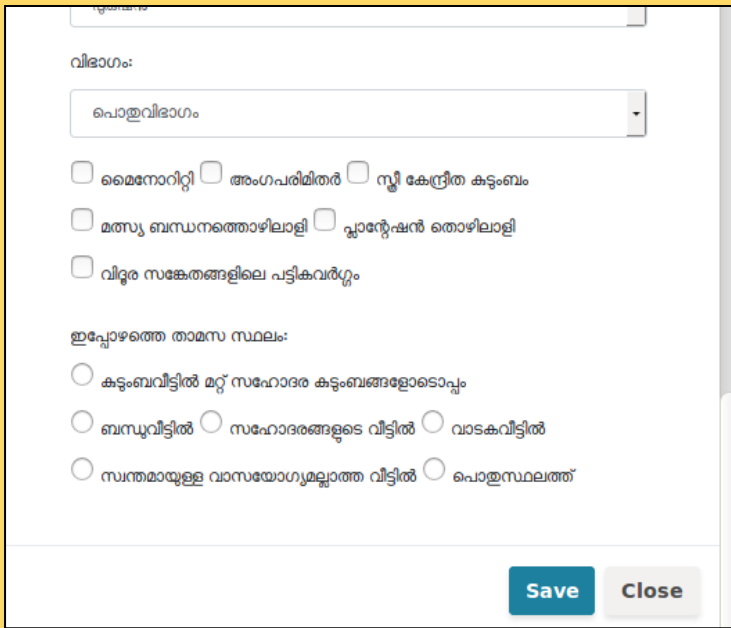 വിഭാഗം:
പൊതുവിഭാഗം
മൈനോറിറ്റി അംഗപരിമിതർ സ്ത്രീ കേന്ദ്രീത കുടുംബം
മത്സ്യ ബന്ധനത്തൊഴിലാളി പ്ലാന്റേഷൻ തൊഴിലാളി
വിദൂര സങ്കേതങ്ങളിലെ പട്ടികവർഗ്ഗം
ഇപ്പോഴത്തെ താമസ സ്ഥലം:
കുടുംബവീട്ടിൽ മറ്റ് സഹോദര കുടുംബങ്ങളോടൊപ്പം
ബന്ധുവീട്ടിൽ സഹോദരങ്ങളുടെ വീട്ടിൽ വാടകവീട്ടിൽ
സ്വന്തമായുള്ള വാസയോഗ്യമല്ലാത്ത വീട്ടിൽ പൊതുസ്ഥലത്ത്
Save Close